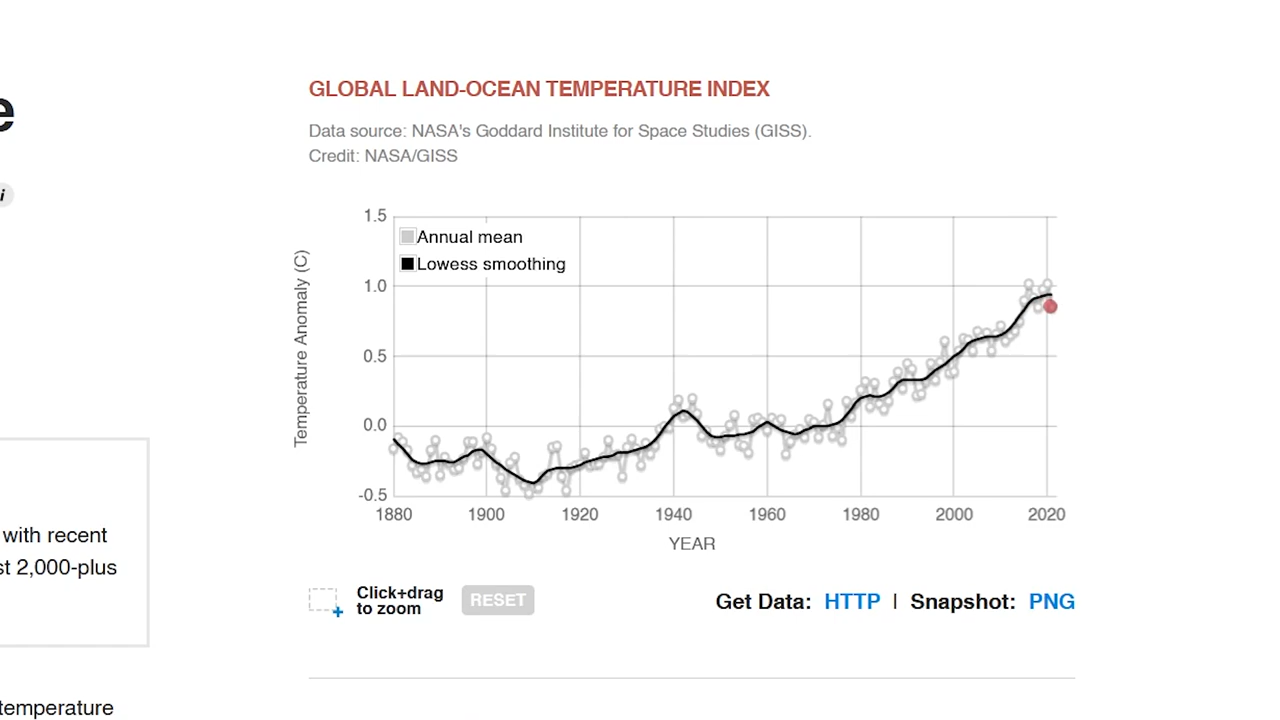 e
i
GLOBAL LAND-OCEAN TEMPERATURE INDEX
Data source: NASA's Goddard Institute for Space Studies (GISS).
Credit: NASA/GISS
1.5
1.0
0.5
0.0
-0.5
Temperature Anomaly (C)
Annual mean
Lowess smoothing
1880 1900 1920 1940 1960 1980 2000 2020
YEAR
with recent
st 2,000-plus
Click+drag
to zoom
RESET
Get Data: HTTP | Snapshot: PNG
temperature